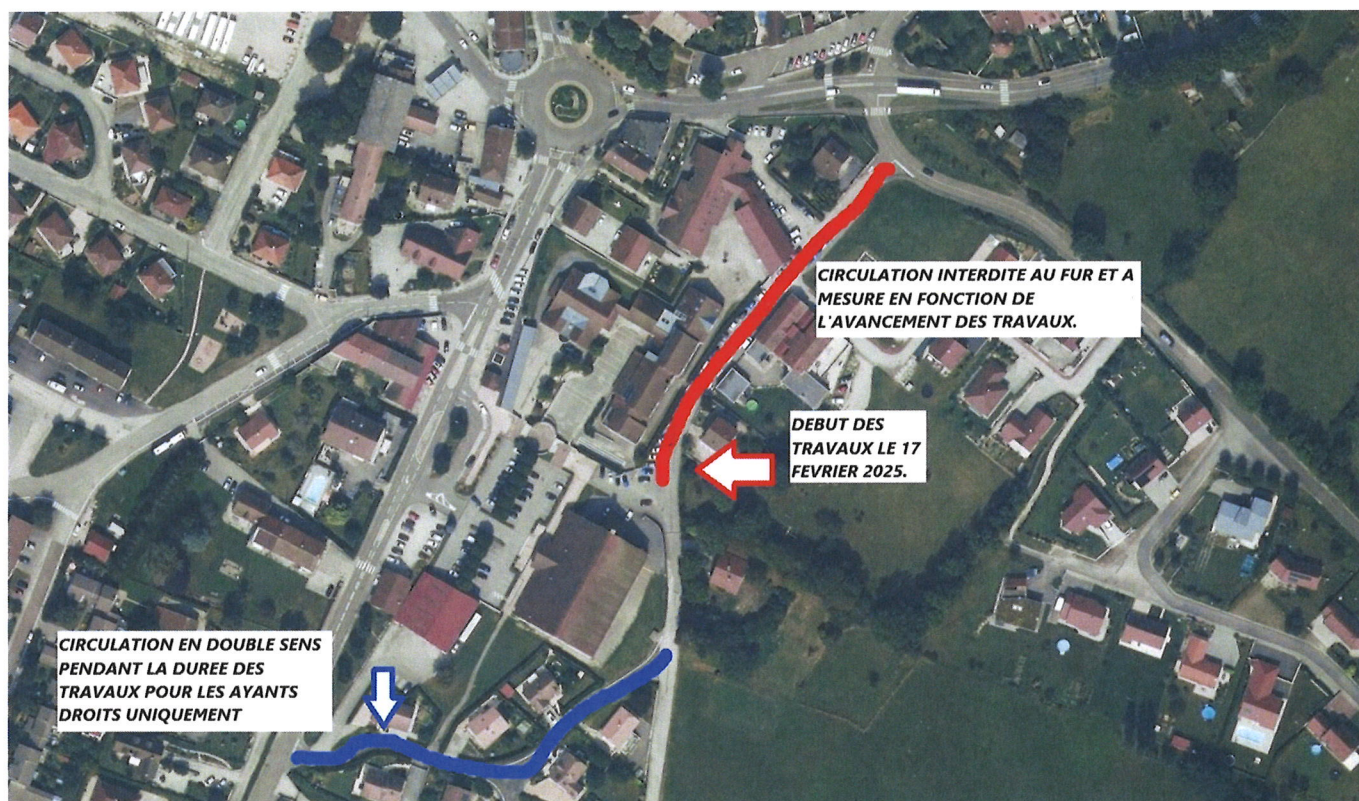 CIRCULATION INTERDITE AU FUR ET A
MESURE EN FONCTION DE
L'AVANCEMENT DES TRAVAUX.
DEBUT DES
TRAVAUX LE 17
FEVRIER 2025.
CIRCULATION EN DOUBLE SENS
PENDANT LA DUREE DES
TRAVAUX POUR LES AYANTS
DROITS UNIQUEMENT